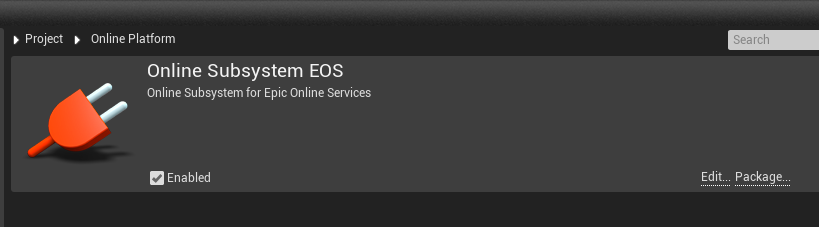 Project Online Platform
Search
Online Subsystem EOS
Online Subsystem for Epic Online Services
Enabled
Edit... Package...